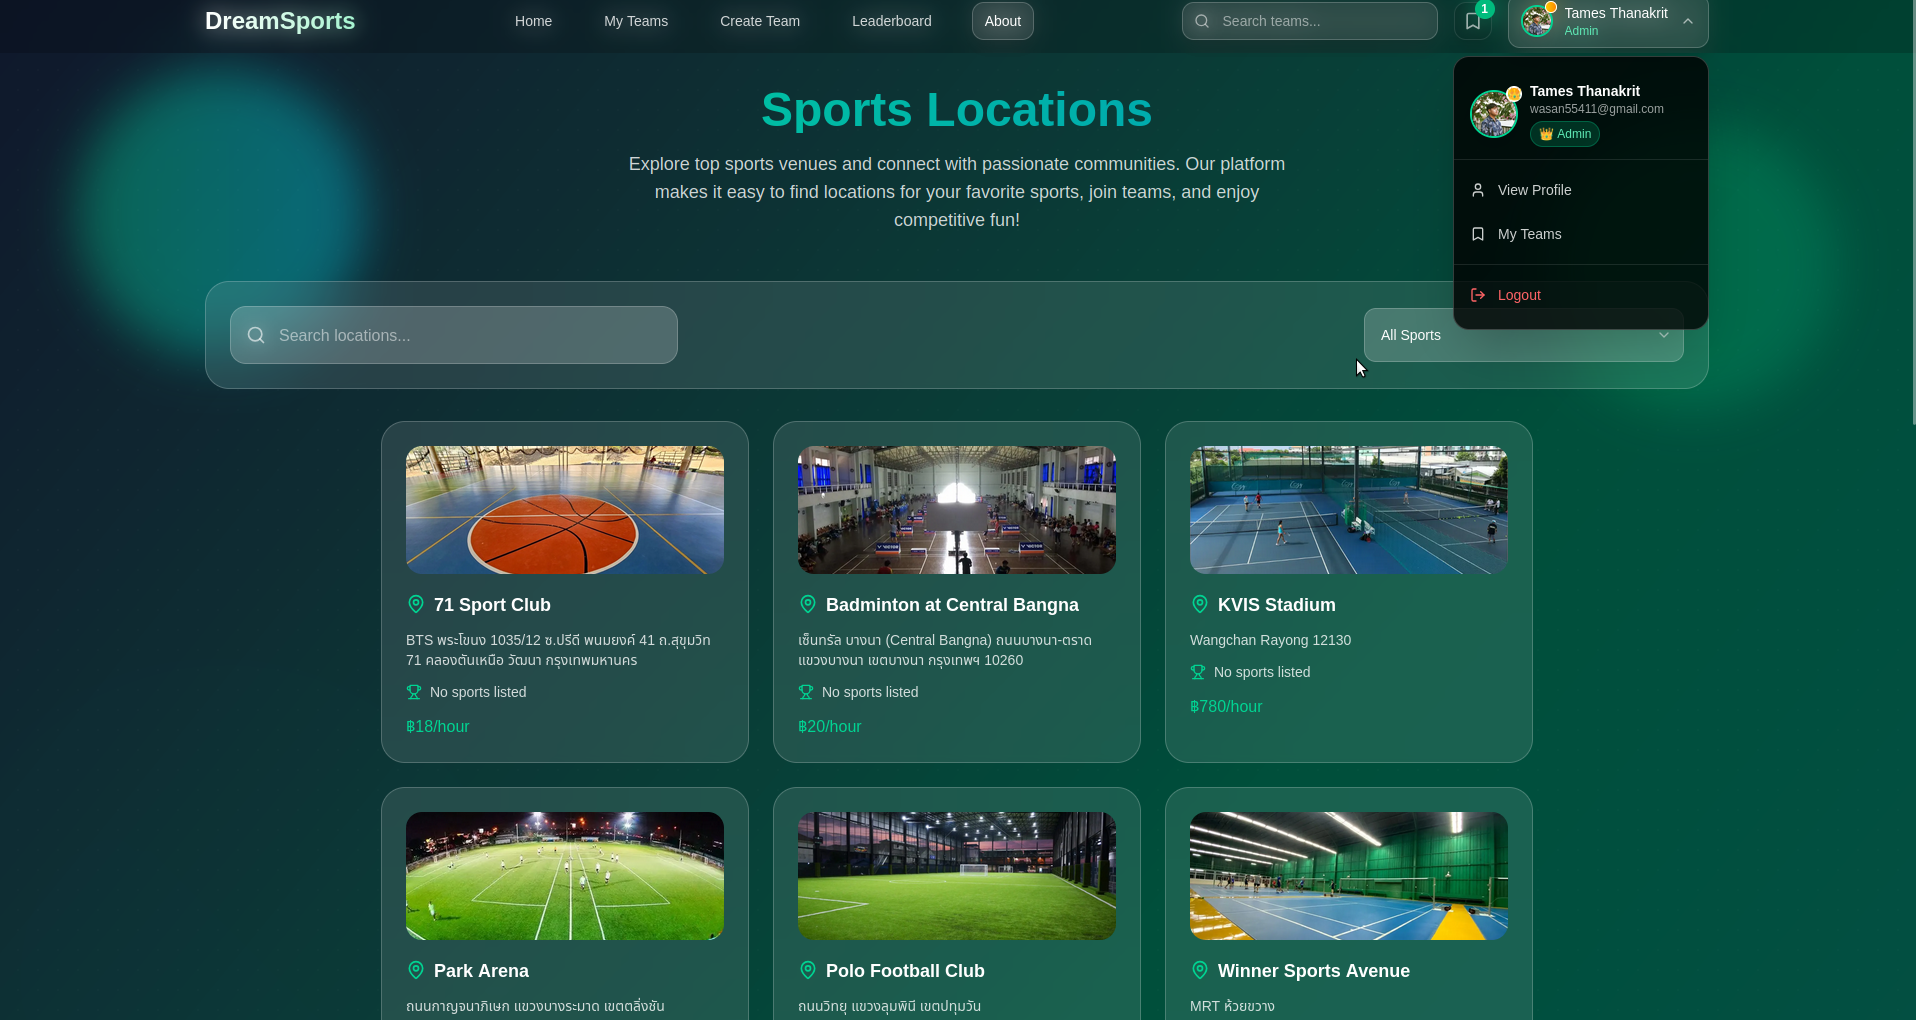 DreamSports
Home
My Teams
Create Team
Leaderboard
About
Search teams...
1
Tames Thanakrit
Admin
Tames Thanakrit
wasan55411@gmail.com
👑 Admin
View Profile
My Teams
Logout
Sports Locations
Explore top sports venues and connect with passionate communities. Our platform
makes it easy to find locations for your favorite sports, join teams, and enjoy
competitive fun!
Search locations...
All Sports
71 Sport Club
BTS พระโขนง 1035/12 ซ.ปรีดี พนมยงค์ 41 ถ.สุขุมวิท
71 คลองตันเหนือ วัฒนา กรุงเทพมหานคร
No sports listed
฿18/hour
VICTOR
VICTOR
VICTOR
Badminton at Central Bangna
เซ็นทรัล บางนา (Central Bangna) ถนนบางนา-ตราด
แขวงบางนา เขตบางนา กรุงเทพฯ 10260
No sports listed
฿20/hour
KVIS Stadium
Wangchan Rayong 12130
No sports listed
฿780/hour
Park Arena
ถนนกาญจนาภิเษก แขวงบางระมาด เขตตลิ่งชัน
Polo Football Club
ถนนวิทยุ แขวงลุมพินี เขตปทุมวัน
Winner Sports Avenue
MRT ห้วยขวาง